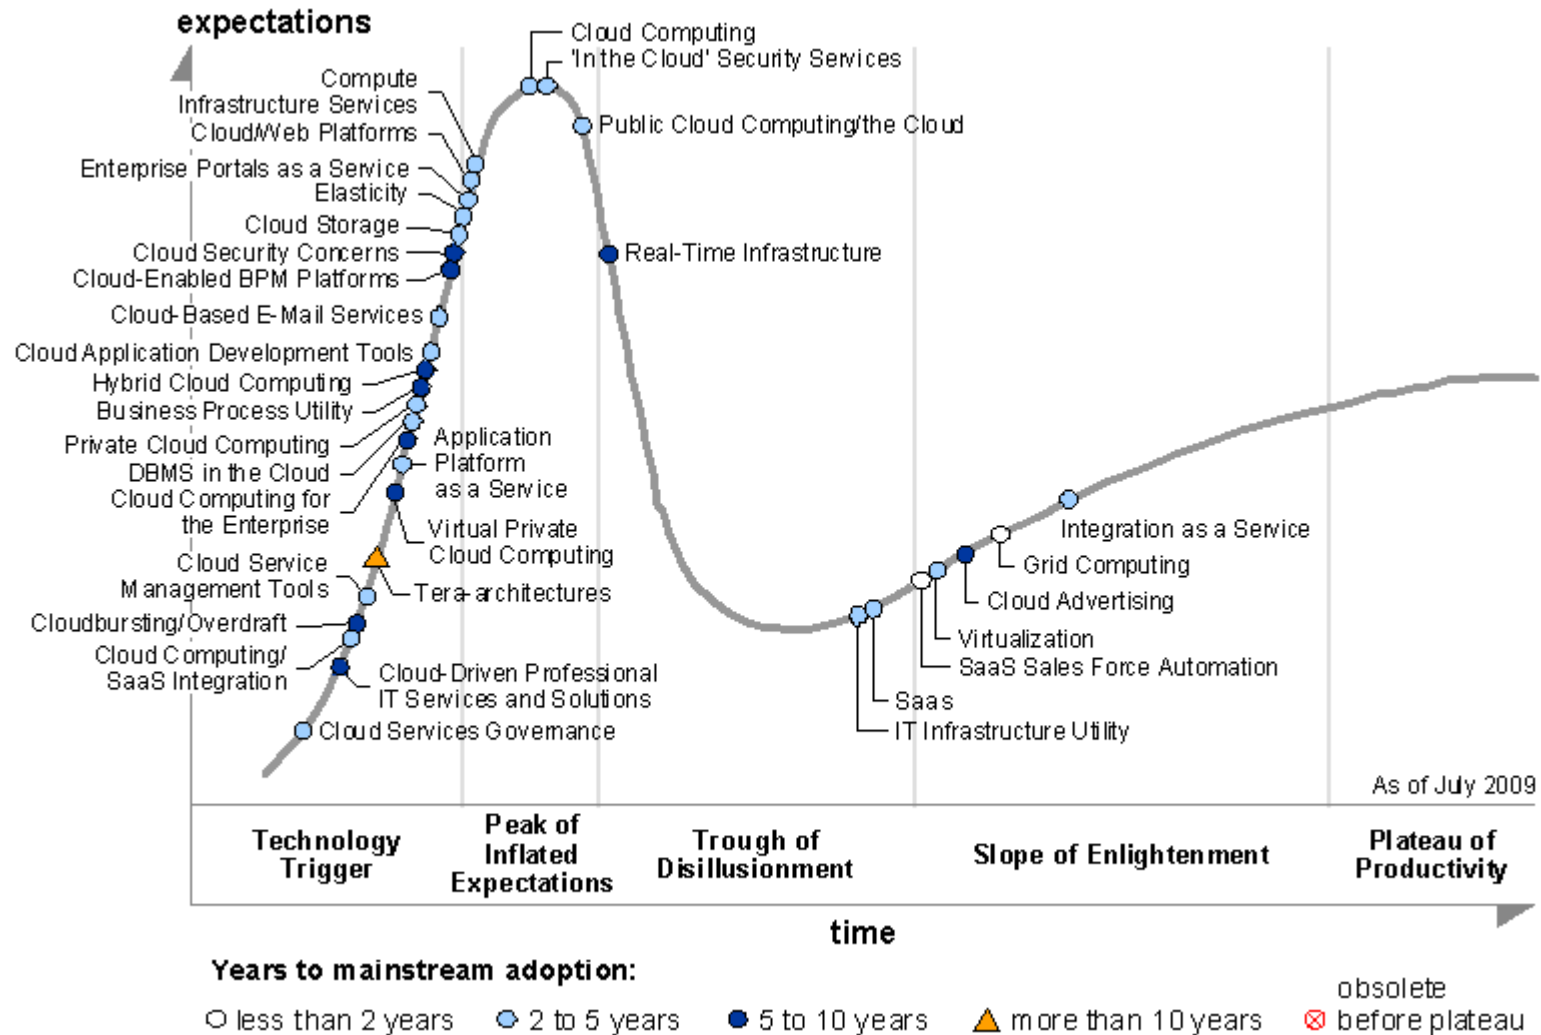 expectations
Cloud Computing
'In the Cloud' Security Services
Compute
Infrastructure Services
Cloud/Web Platforms
Public Cloud Computing/the Cloud
Enterprise Portals as a Service
Elasticity
Cloud Storage
Cloud Security Concerns
Real-Time Infrastructure
Cloud-Enabled BPM Platforms
Cloud-Based E-Mail Services
Cloud Application Development Tools
Hybrid Cloud Computing
Business Process Utility
Private Cloud Computing
DBMS in the Cloud
Cloud Computing for
the Enterprise
Application
Platform
as a Service
Virtual Private
Cloud Computing
Cloud Service
Management Tools
Tera-architectures
Cloudbursting/Overdraft
Cloud Computing/
SaaS Integration
Cloud-Driven Professional
IT Services and Solutions
Cloud Services Governance
Integration as a Service
Grid Computing
Cloud Advertising
Virtualization
SaaS Sales Force Automation
Saas
IT Infrastructure Utility
As of July 2009
Technology
Trigger
Peak of
Inflated
Expectations
Trough of
Disillusionment
Slope of Enlightenment
Plateau of
Productivity
time
Years to mainstream adoption:
less than 2 years
2 to 5 years
5 to 10 years
more than 10 years
obsolete
before plateau